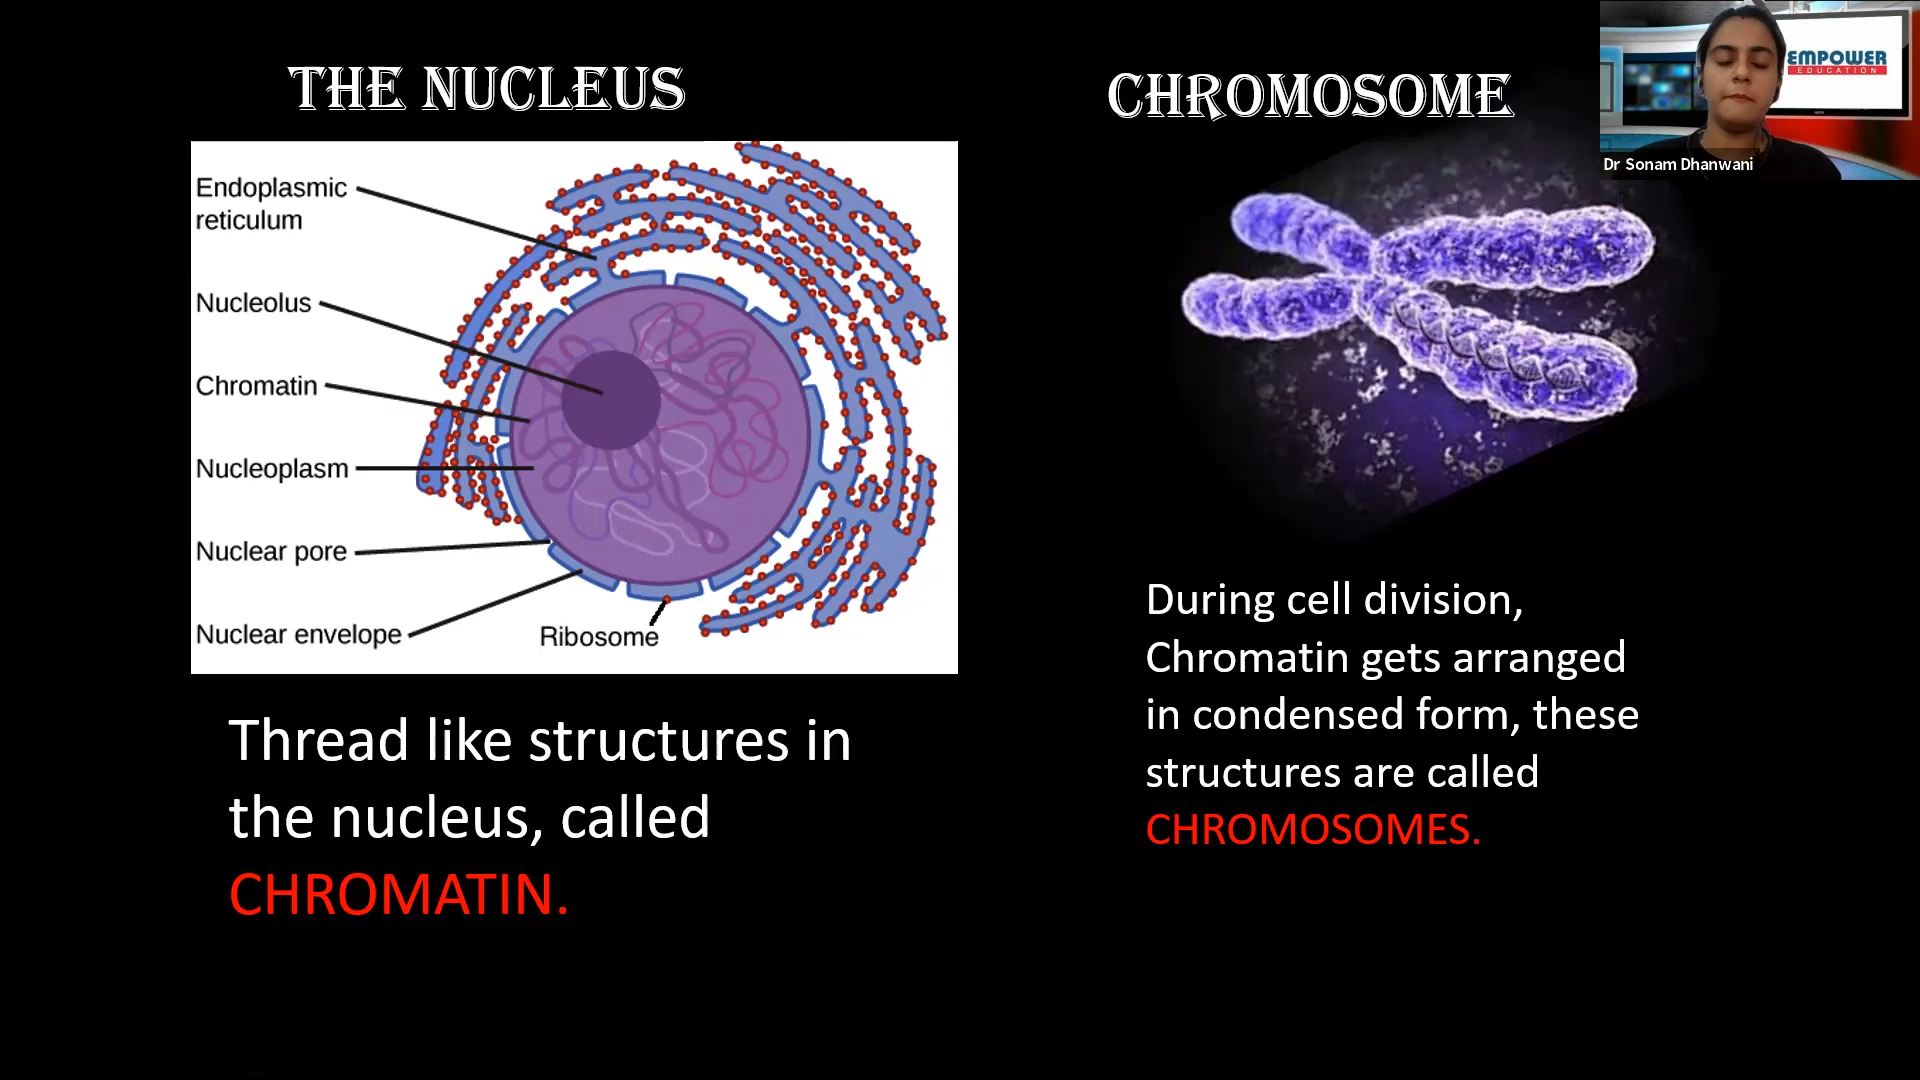 THE NUCLEUS
Endoplasmic
reticulum
Nucleolus
Chromatin
Nucleoplasm
Nuclear pore
Nuclear envelope
Ribosome
Thread like structures in
the nucleus, called
CHROMATIN.
CHROMOSOME
During cell division,
Chromatin gets arranged
in condensed form, these
structures are called
CHROMOSOMES.
EMPOWER
EDUCATION
Dr Sonam Dhanwani